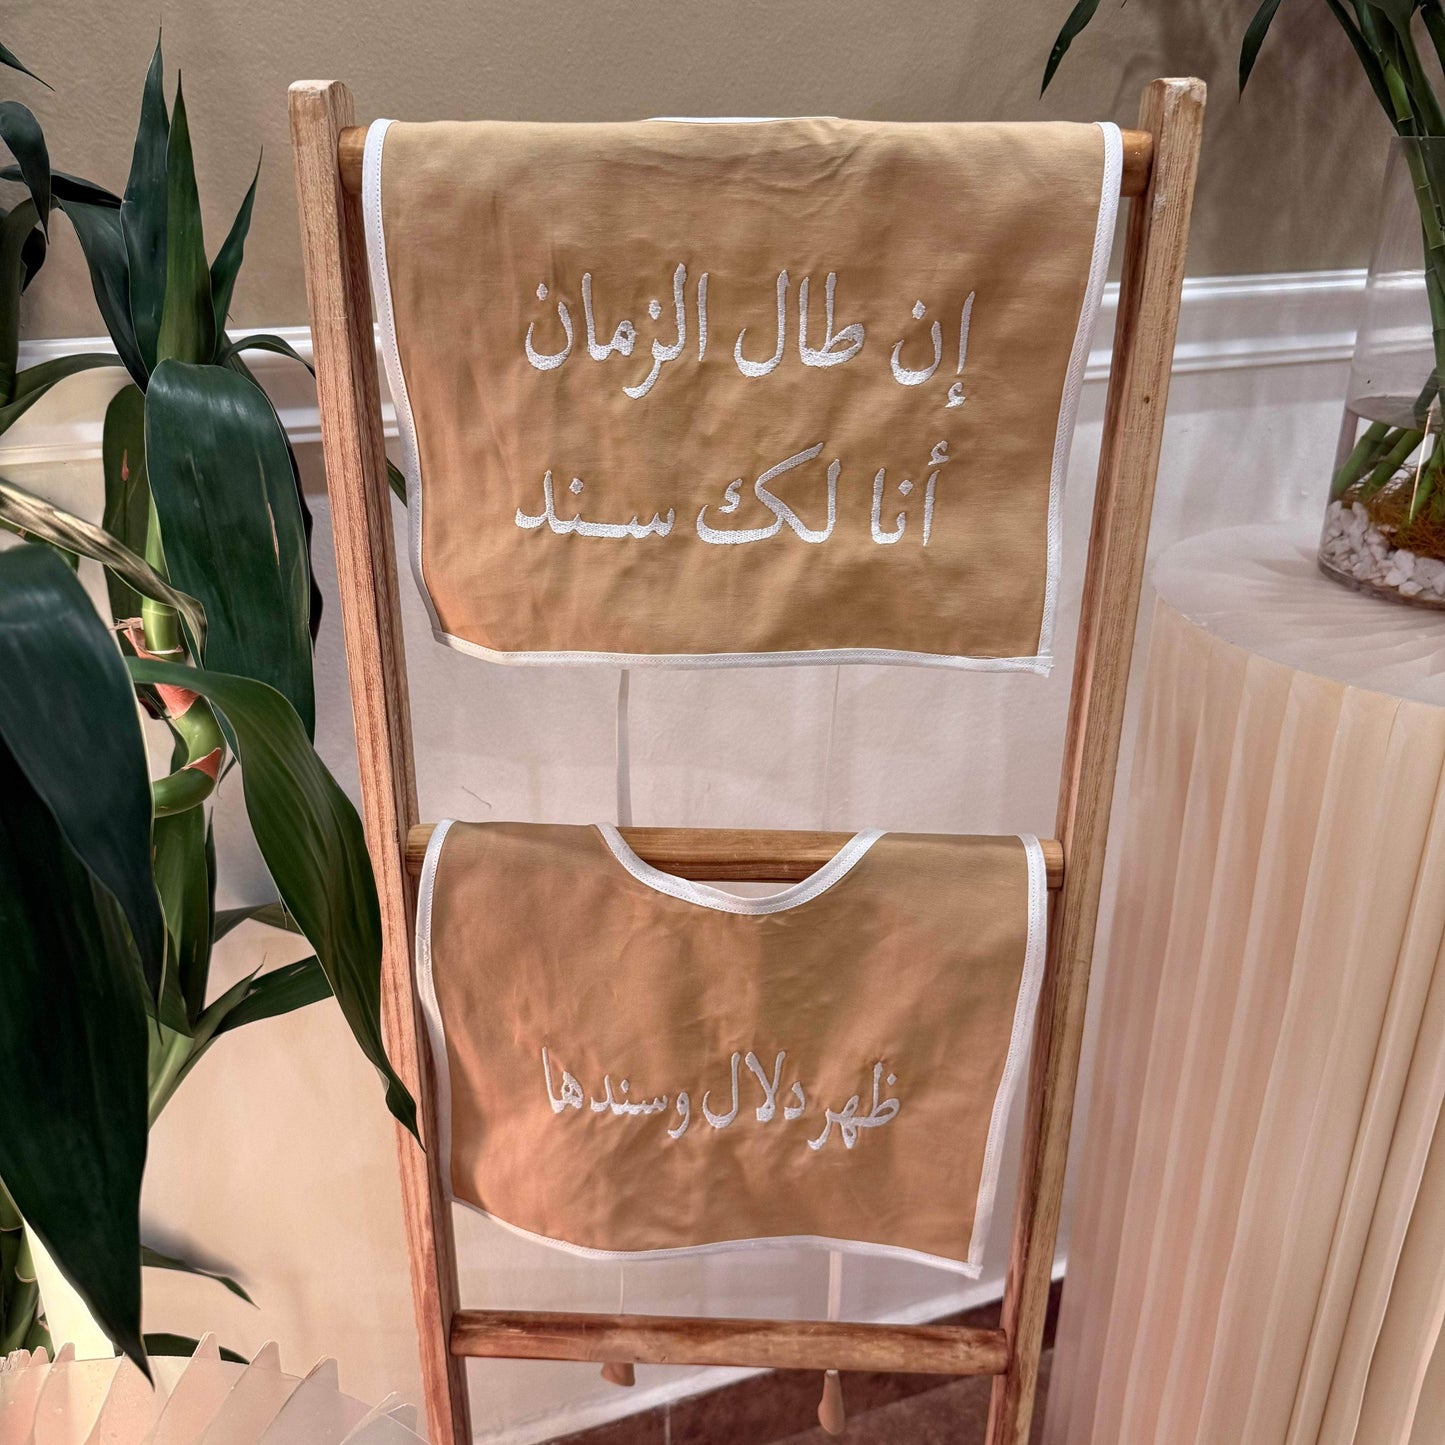 إن طال الزمان
أنا لك سند
ظهر دلال وسندها